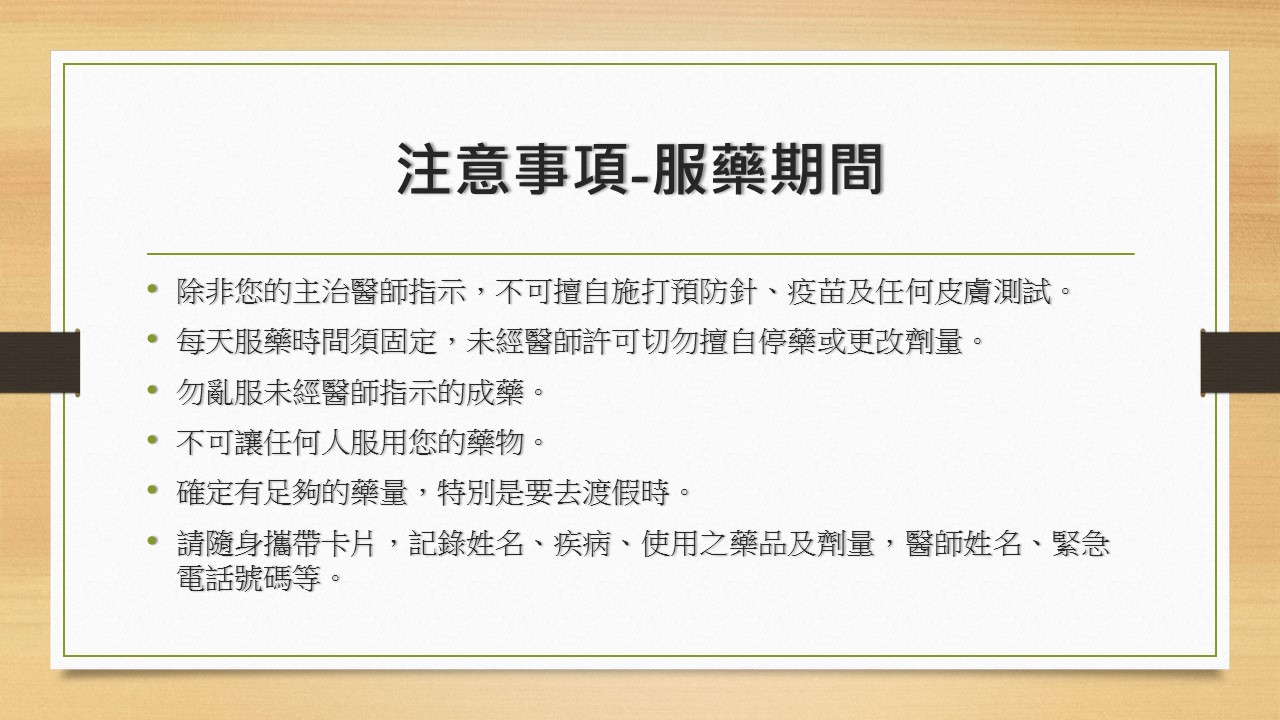 注意事項-服藥期間
• 除非您的主治醫師指示，不可擅自施打預防針、疫苗及任何皮膚測試。
• 每天服藥時間須固定，未經醫師許可切勿擅自停藥或更改劑量。
• 勿亂服未經醫師指示的成藥。
• 不可讓任何人服用您的藥物。
• 確定有足夠的藥量，特別是要去渡假時。
• 請隨身攜帶卡片，記錄姓名、疾病、使用之藥品及劑量，醫師姓名、緊急
電話號碼等。